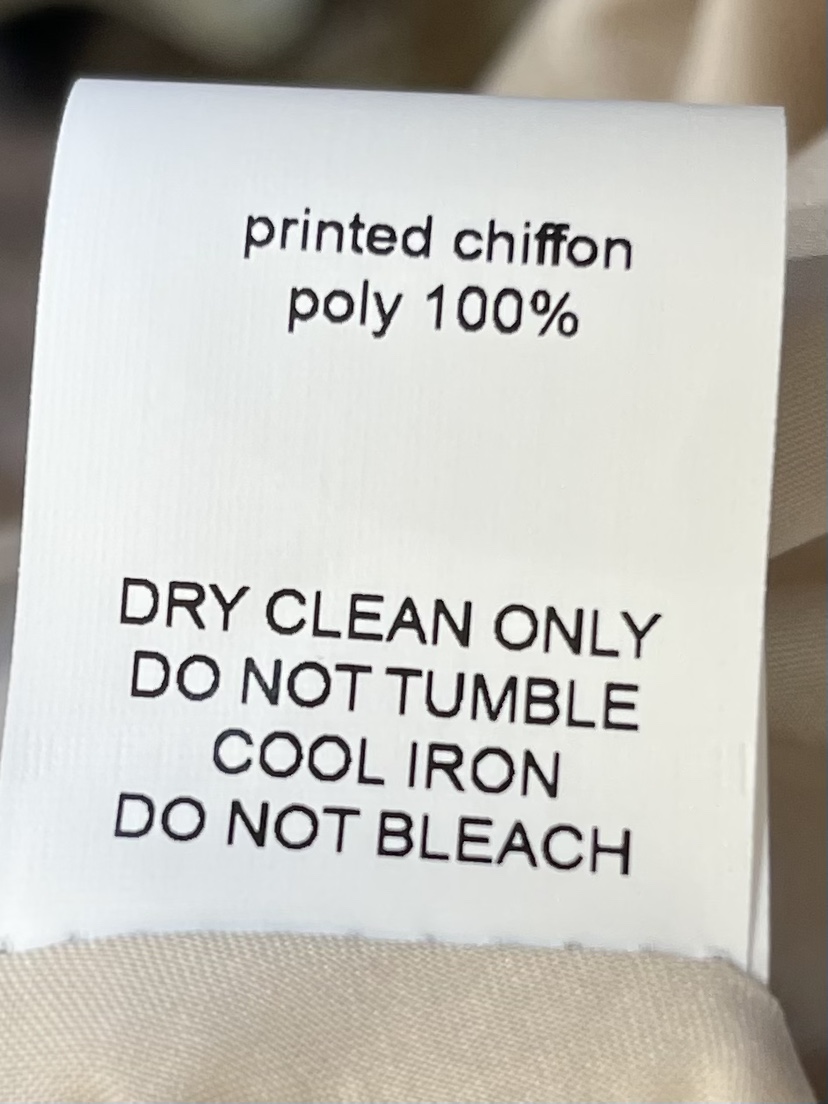 printed chiffon
poly 100%
DRY CLEAN ONLY
DO NOT TUMBLE
COOL IRON
DO NOT BLEACH